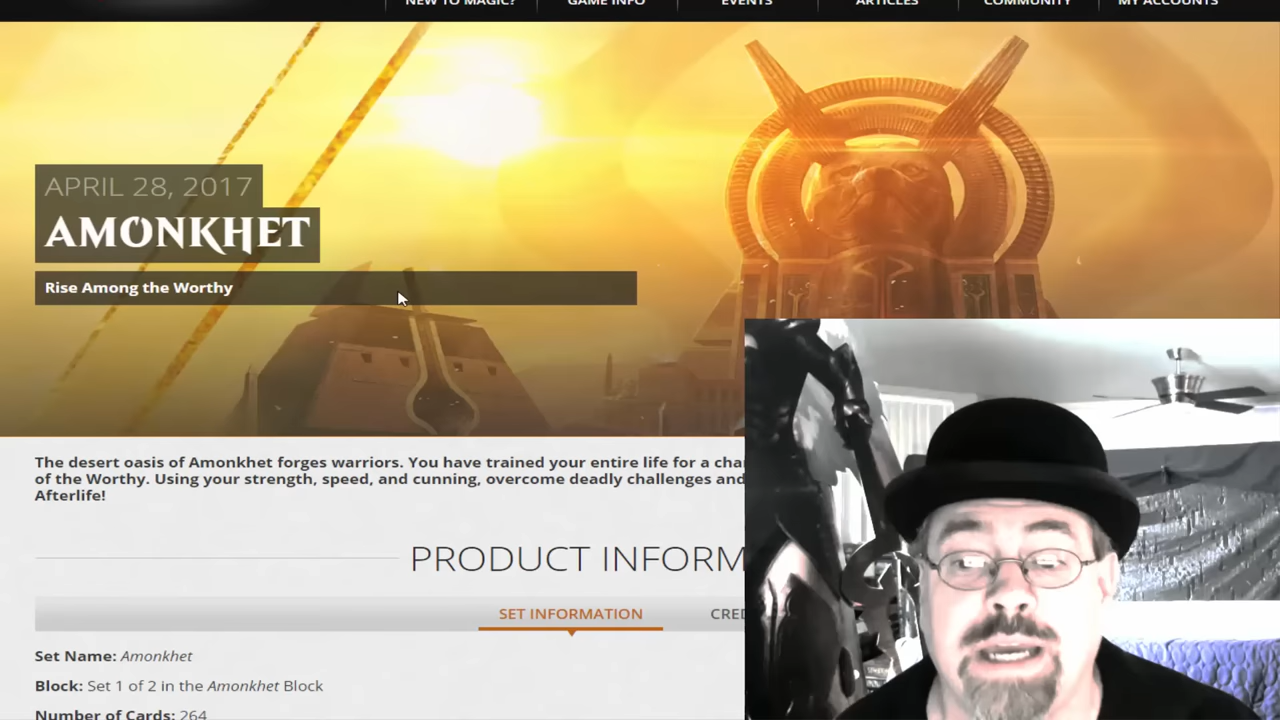 NEW TO MAGIC?
GAME INFO
EVENTS
ARTICLES
COMMUNITY
MY ACCOUNTS
APRIL 28, 2017
AMONKHET
Rise Among the Worthy
The desert oasis of Amonkhet forges warriors. You have trained your entire life for a
of the Worthy. Using your strength, speed, and cunning, overcome deadly challenges and
Afterlife!
PRODUCT
SET INFORMATION
Set Name: Amonkhet
Block: Set 1 of 2 in the Amonkhet Block
Number of Cards: 264